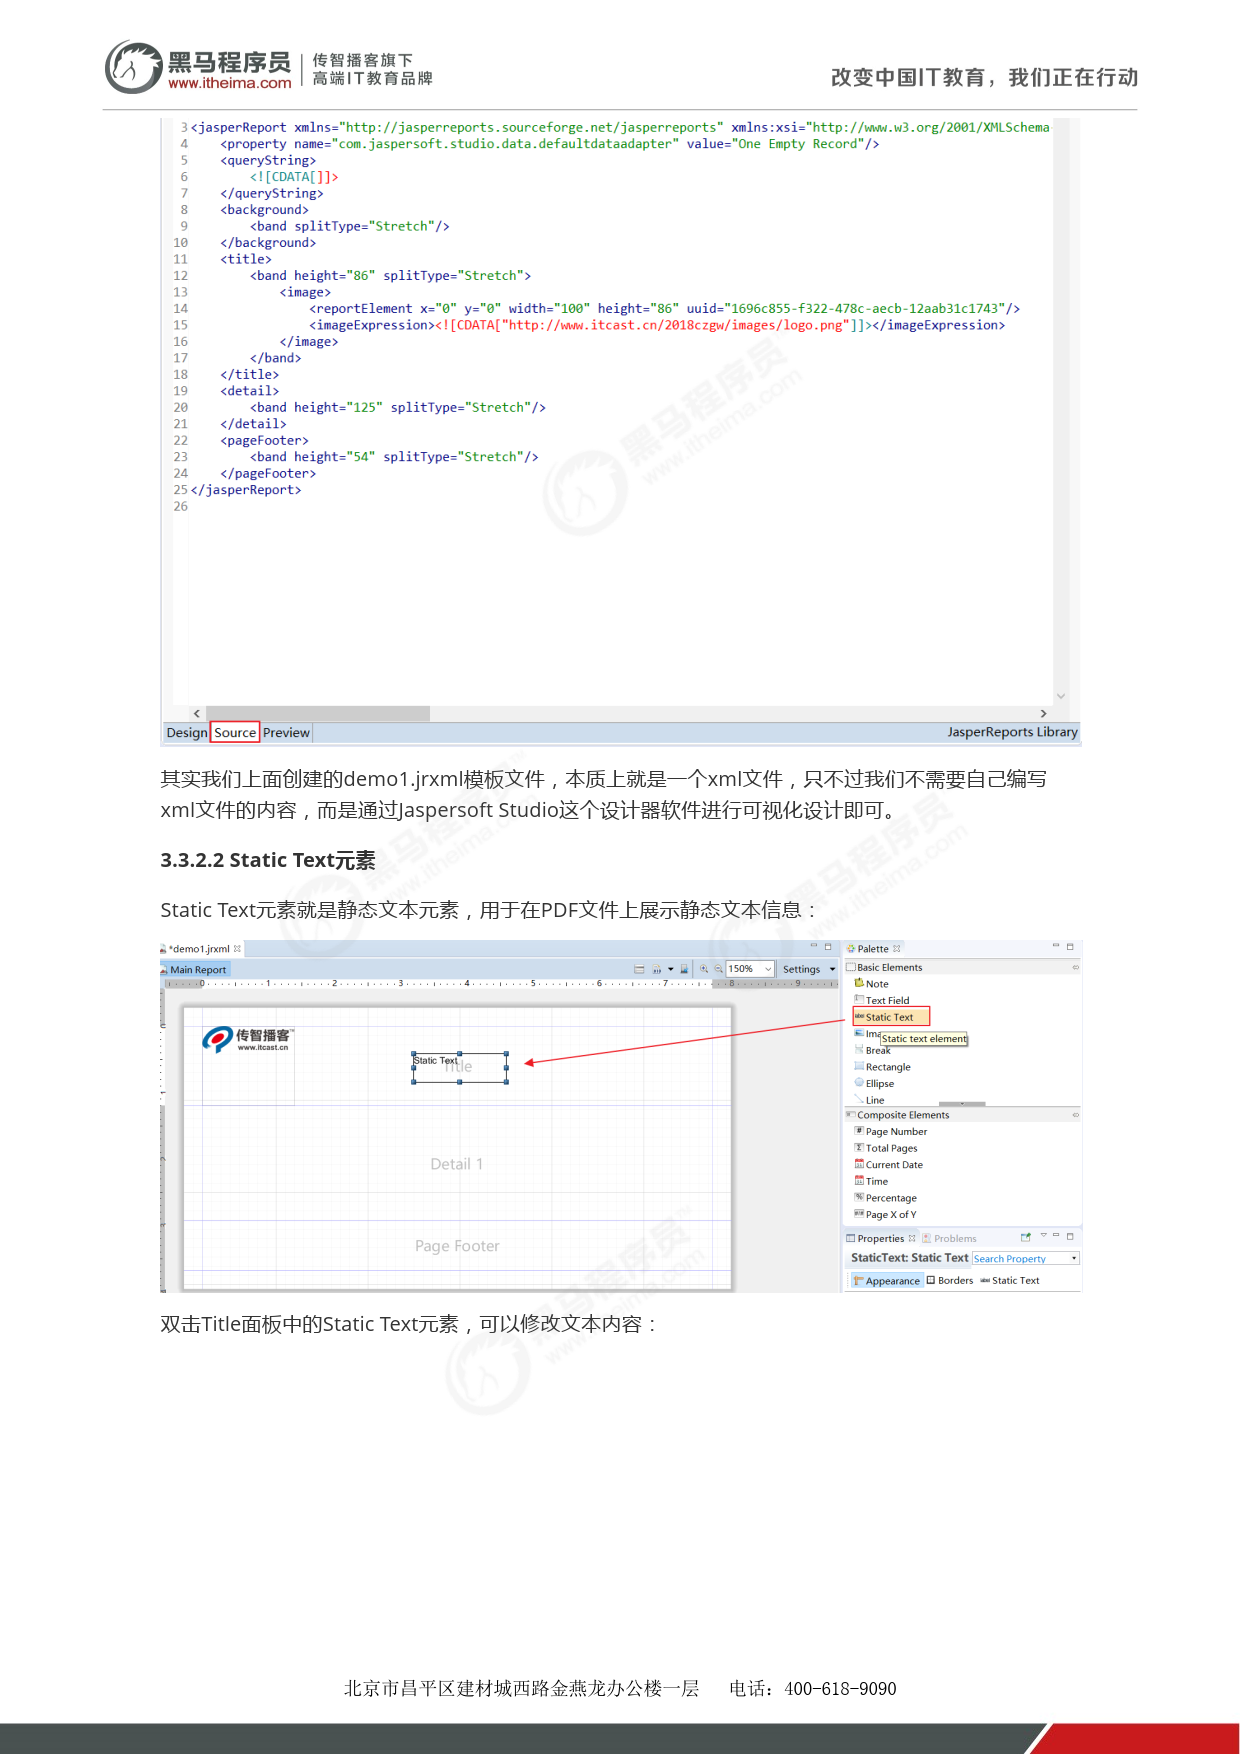 黑马程序员
www.itheima.com
传智播客旗下
高端IT教育品牌
改变中国IT教育，我们正在行动
3 <jasperReport xmlns="http://jasperreports.sourceforge.net/jasperreports" xmlns:xsi="http://www.w3.org/2001/XMLSchema-
4     <property name="com.jaspersoft.studio.data.defaultdataadapter" value="One Empty Record"/>
5     <queryString>
6         <![CDATA[]]>
7     </queryString>
8     <background>
9         <band splitType="Stretch"/>
10     </background>
11     <title>
12         <band height="86" splitType="Stretch">
13             <image>
14                 <reportElement x="0" y="0" width="100" height="86" uuid="1696c855-f322-478c-aecb-12aab31c1743"/>
15                 <imageExpression><![CDATA["http://www.itcast.cn/2018czgw/images/logo.png"]]></imageExpression>
16             </image>
17         </band>
18     </title>
19     <detail>
20         <band height="125" splitType="Stretch"/>
21     </detail>
22     <pageFooter>
23         <band height="54" splitType="Stretch"/>
24     </pageFooter>
25 </jasperReport>
26
Design Source Preview JasperReports Library
其实我们上面创建的demo1.jrxml模板文件，本质上就是一个xml文件，只不过我们不需要自己编写
xml文件的内容，而是通过Jaspersoft Studio这个设计器软件进行可视化设计即可。
3.3.2.2 Static Text元素
Static Text元素就是静态文本元素，用于在PDF文件上展示静态文本信息：
*demo1.jrxml
Main Report
150% Settings
0 1 2 3 4 5 6 7 8 9
传智播客
www.itcast.cn
Static Text
Title
Detail 1
Page Footer
Palette
Basic Elements
Note
Text Field
Static Text
Ima
Static text element
Break
Rectangle
Ellipse
Line
Composite Elements
Page Number
Total Pages
Current Date
Time
Percentage
Page X of Y
Properties Problems
StaticText: Static Text Search Property
Appearance Borders Static Text
双击Title面板中的Static Text元素，可以修改文本内容：
北京市昌平区建材城西路金燕龙办公楼一层 电话：400-618-9090